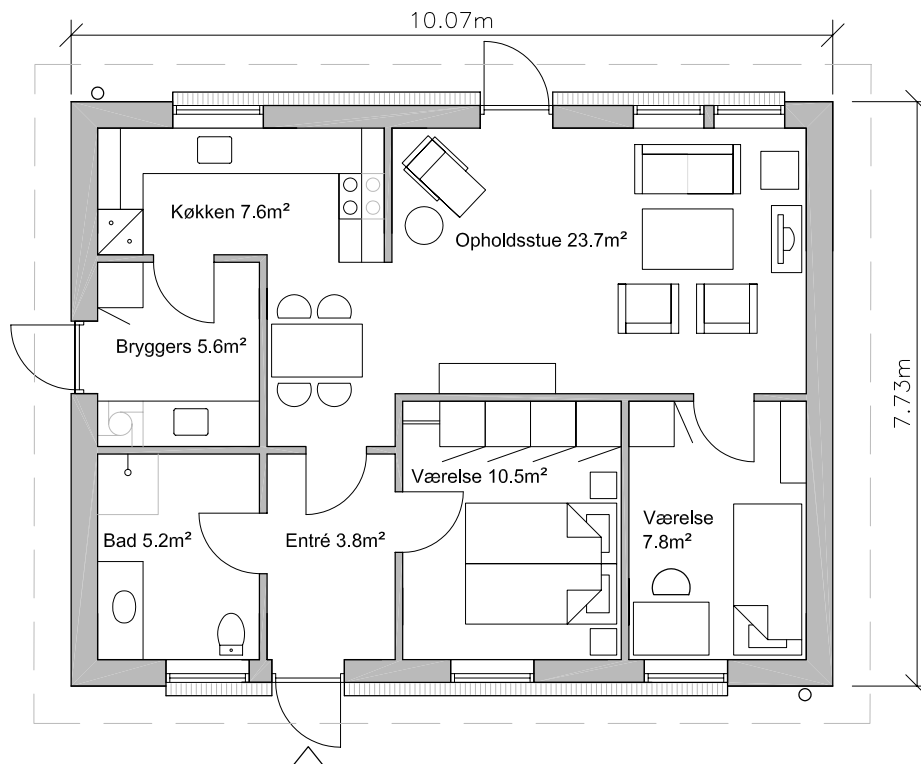 10.07m
Køkken 7.6m²
Opholdsstue 23.7m²
Bryggers 5.6m²
7.73m
Værelse 10.5m²
Værelse
7.8m²
Bad 5.2m²
Entré 3.8m²